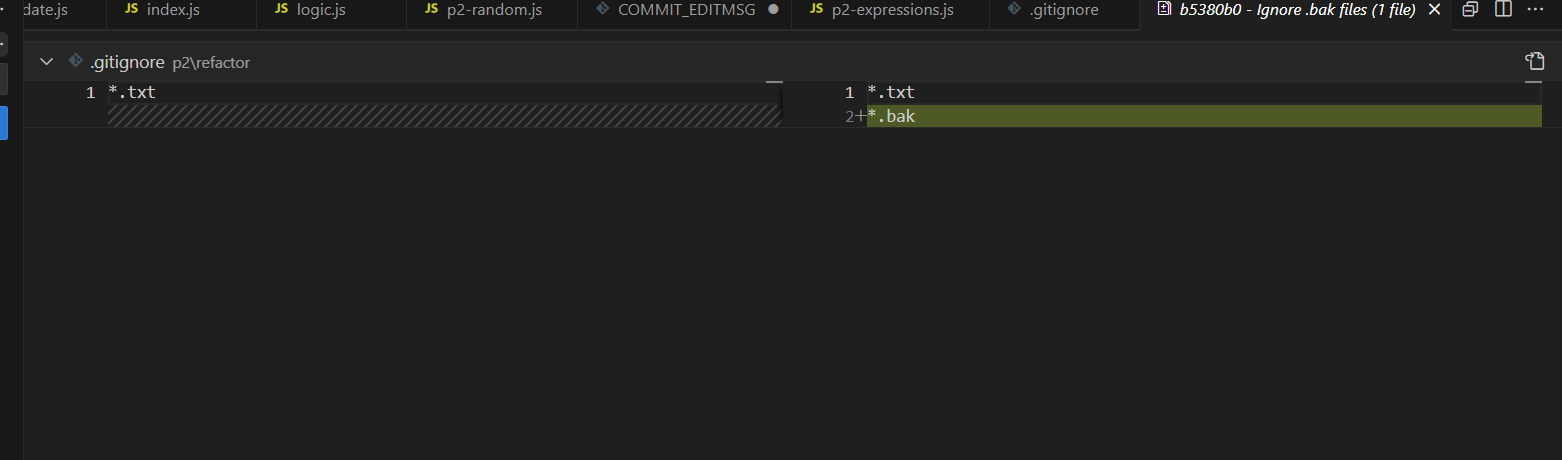 date.js JS index.js JS logic.js JS p2-random.js COMMIT_EDITMSG JS p2-expressions.js .gitignore b5380b0 - Ignore .bak files (1 file)
.gitignore p2\refactor
1 *.txt 1 *.txt
2+ *.bak